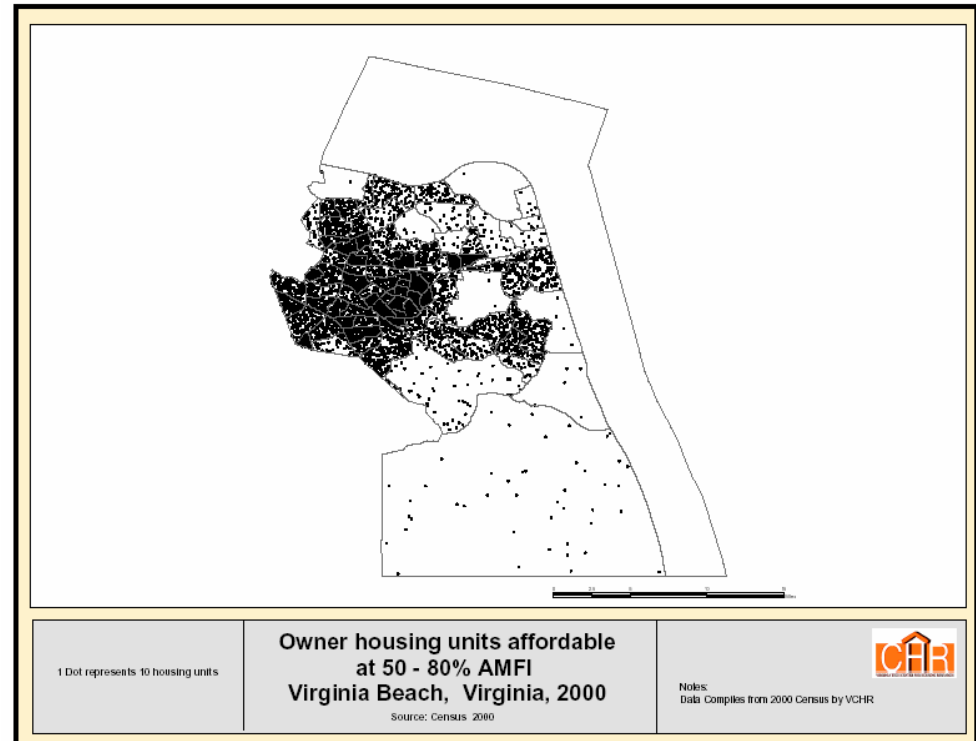 1 Dot represents 10 housing units
Owner housing units affordable
at 50 - 80% AMFI
Virginia Beach, Virginia, 2000
Source: Census 2000
CHR
Notes:
Data Compiles from 2000 Census by VCHR